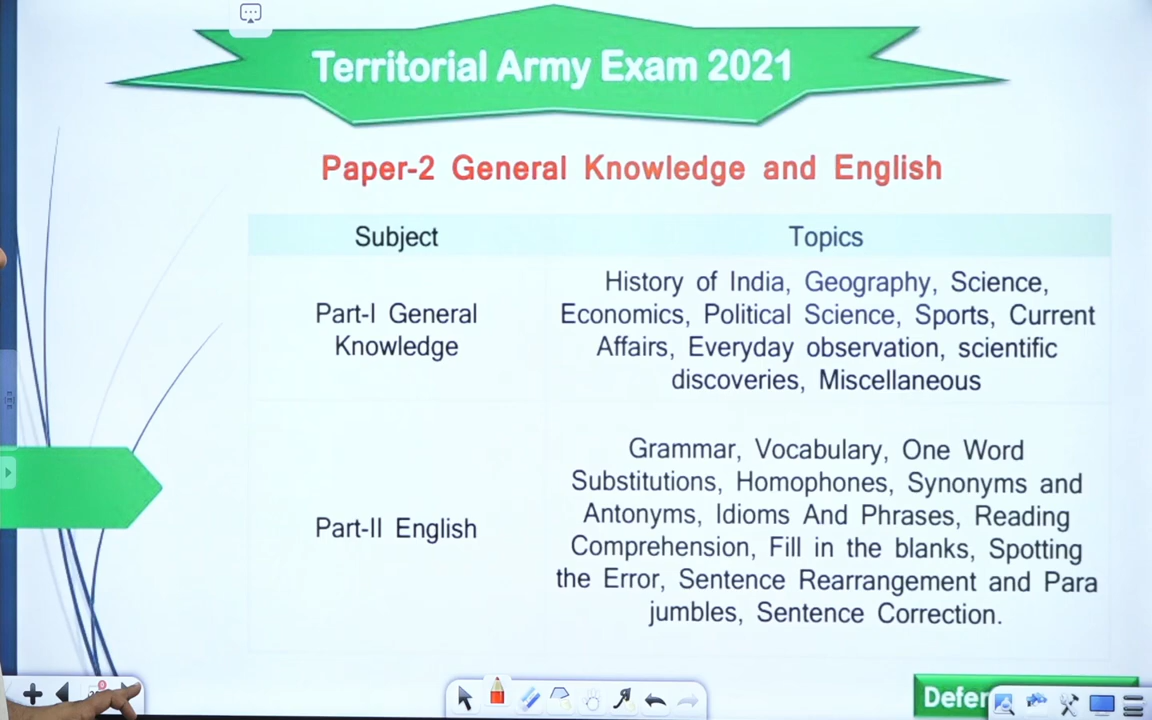 Territorial Army Exam 2021
Paper-2 General Knowledge and English
Subject
Topics
Part-I General
Knowledge
History of India, Geography, Science,
Economics, Political Science, Sports, Current
Affairs, Everyday observation, scientific
discoveries, Miscellaneous
Part-II English
Grammar, Vocabulary, One Word
Substitutions, Homophones, Synonyms and
Antonyms, Idioms And Phrases, Reading
Comprehension, Fill in the blanks, Spotting
the Error, Sentence Rearrangement and Para
jumbles, Sentence Correction.